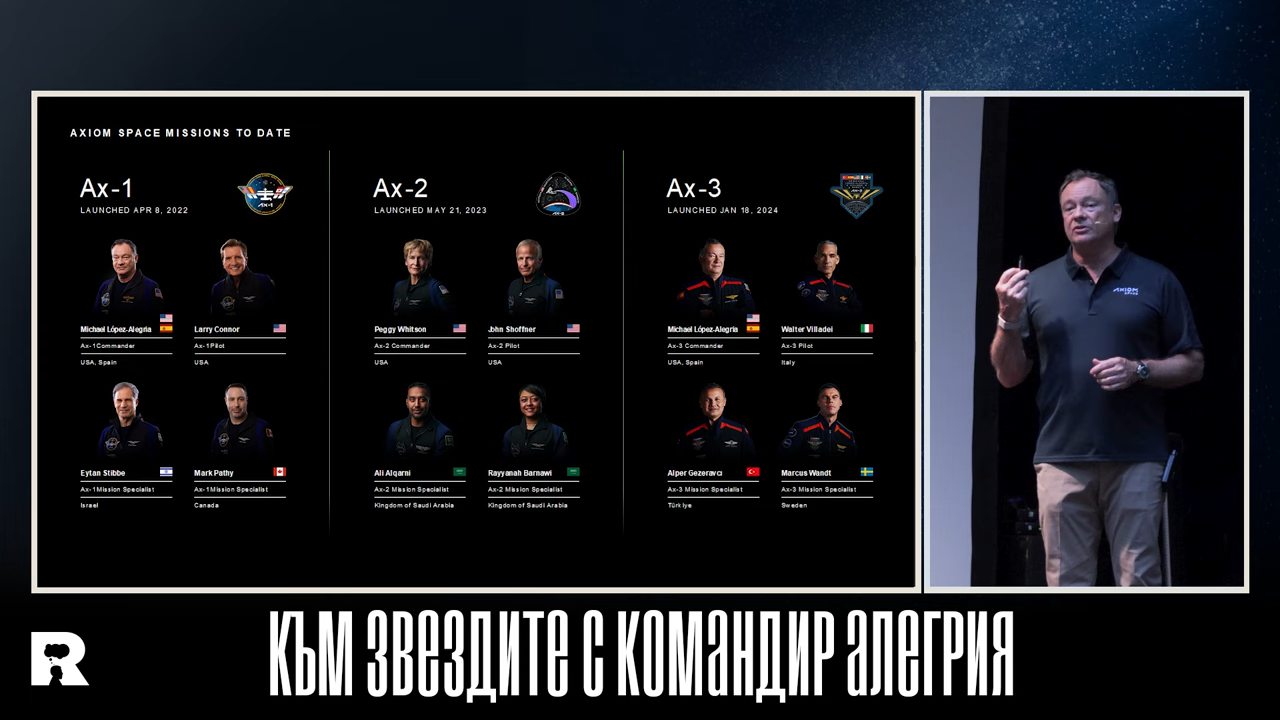 AXIOM SPACE MISSIONS TO DATE
Ax-1
LAUNCHED APR 8, 2022
Michael López-Alegria
Ax-1 Commander
USA, Spain
Larry Connor
Ax-1 Pilot
USA
Eytan Stibbe
Ax-1 Mission Specialist
Israel
Mark Pathy
Ax-1 Mission Specialist
Canada
Ax-2
LAUNCHED MAY 21, 2023
Peggy Whitson
Ax-2 Commander
USA
John Shoffner
Ax-2 Pilot
USA
Ali Alqarni
Ax-2 Mission Specialist
Kingdom of Saudi Arabia
Rayyanah Barnawi
Ax-2 Mission Specialist
Kingdom of Saudi Arabia
Ax-3
LAUNCHED JAN 18, 2024
Michael López-Alegria
Ax-3 Commander
USA, Spain
Walter Villadei
Ax-3 Pilot
Italy
Alper Gezeravcı
Ax-3 Mission Specialist
Türkiye
Marcus Wandt
Ax-3 Mission Specialist
Sweden
AXIOM
SPACE
R
КЪМ ЗВЕЗДИТЕ С КОМАНДИР АЛЕГРИЯ